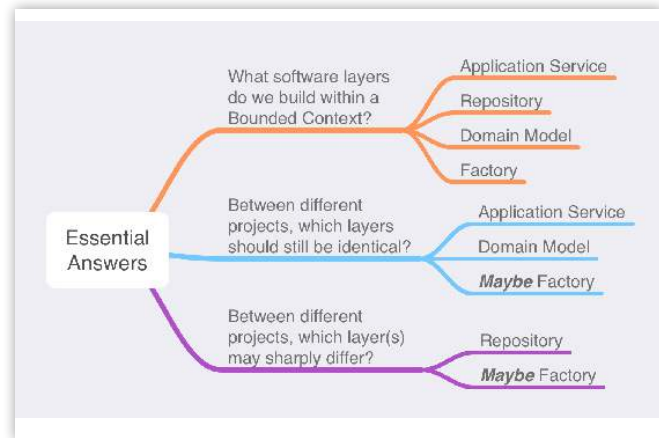 Essential
Answers
What software layers
do we build within a
Bounded Context?
Application Service
Repository
Domain Model
Factory
Between different
projects, which layers
should still be identical?
Application Service
Domain Model
Maybe Factory
Between different
projects, which layer(s)
may sharply differ?
Repository
Maybe Factory